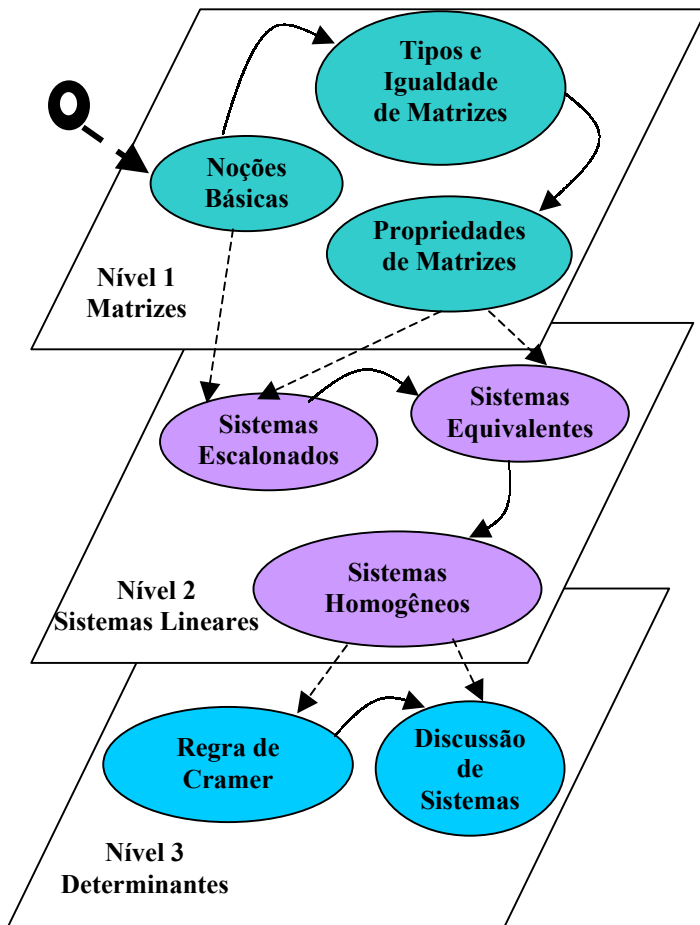 Tipos e
Igualdade
de Matrizes
Noções
Básicas
Propriedades
de Matrizes
Nível 1
Matrizes
Sistemas
Escalonados
Sistemas
Equivalentes
Sistemas
Homogêneos
Nível 2
Sistemas Lineares
Regra de
Cramer
Discussão
de
Sistemas
Nível 3
Determinantes